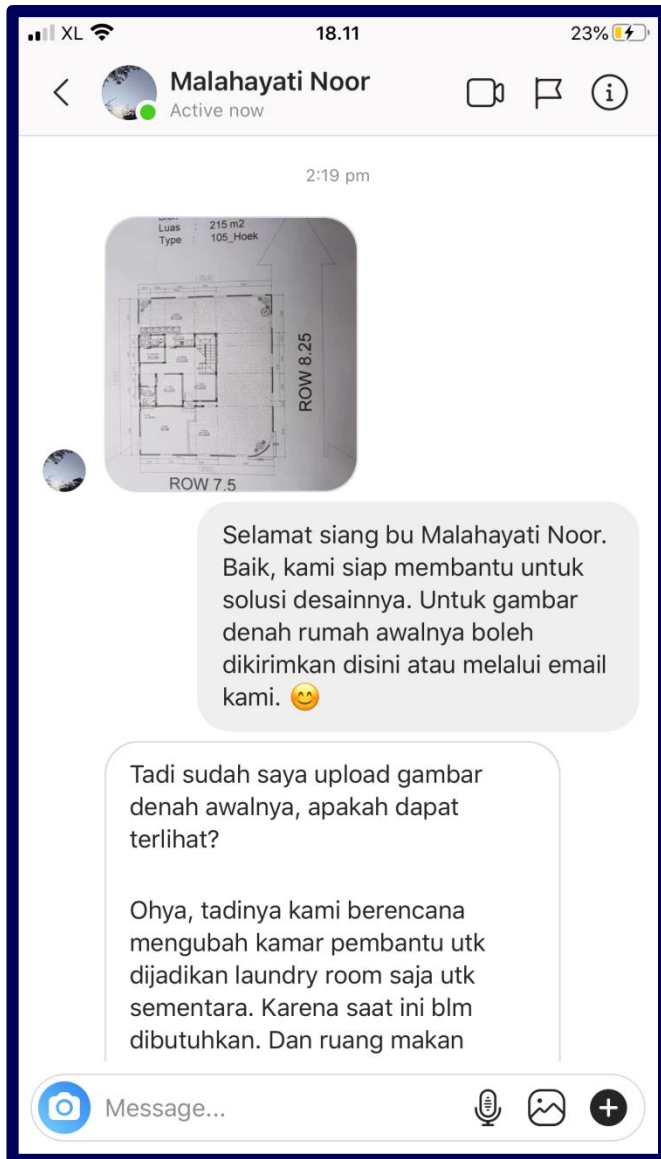 XL
18.11
23%
Malahayati Noor
Active now
2:19 pm
Luas : 215 m2
Type : 105_Hoek
ROW 8.25
ROW 7.5
Selamat siang bu Malahayati Noor.
Baik, kami siap membantu untuk
solusi desainnya. Untuk gambar
denah rumah awalnya boleh
dikirimkan disini atau melalui email
kami. 😊
Tadi sudah saya upload gambar
denah awalnya, apakah dapat
terlihat?
Ohya, tadinya kami berencana
mengubah kamar pembantu utk
dijadikan laundry room saja utk
sementara. Karena saat ini blm
dibutuhkan. Dan ruang makan
Message...